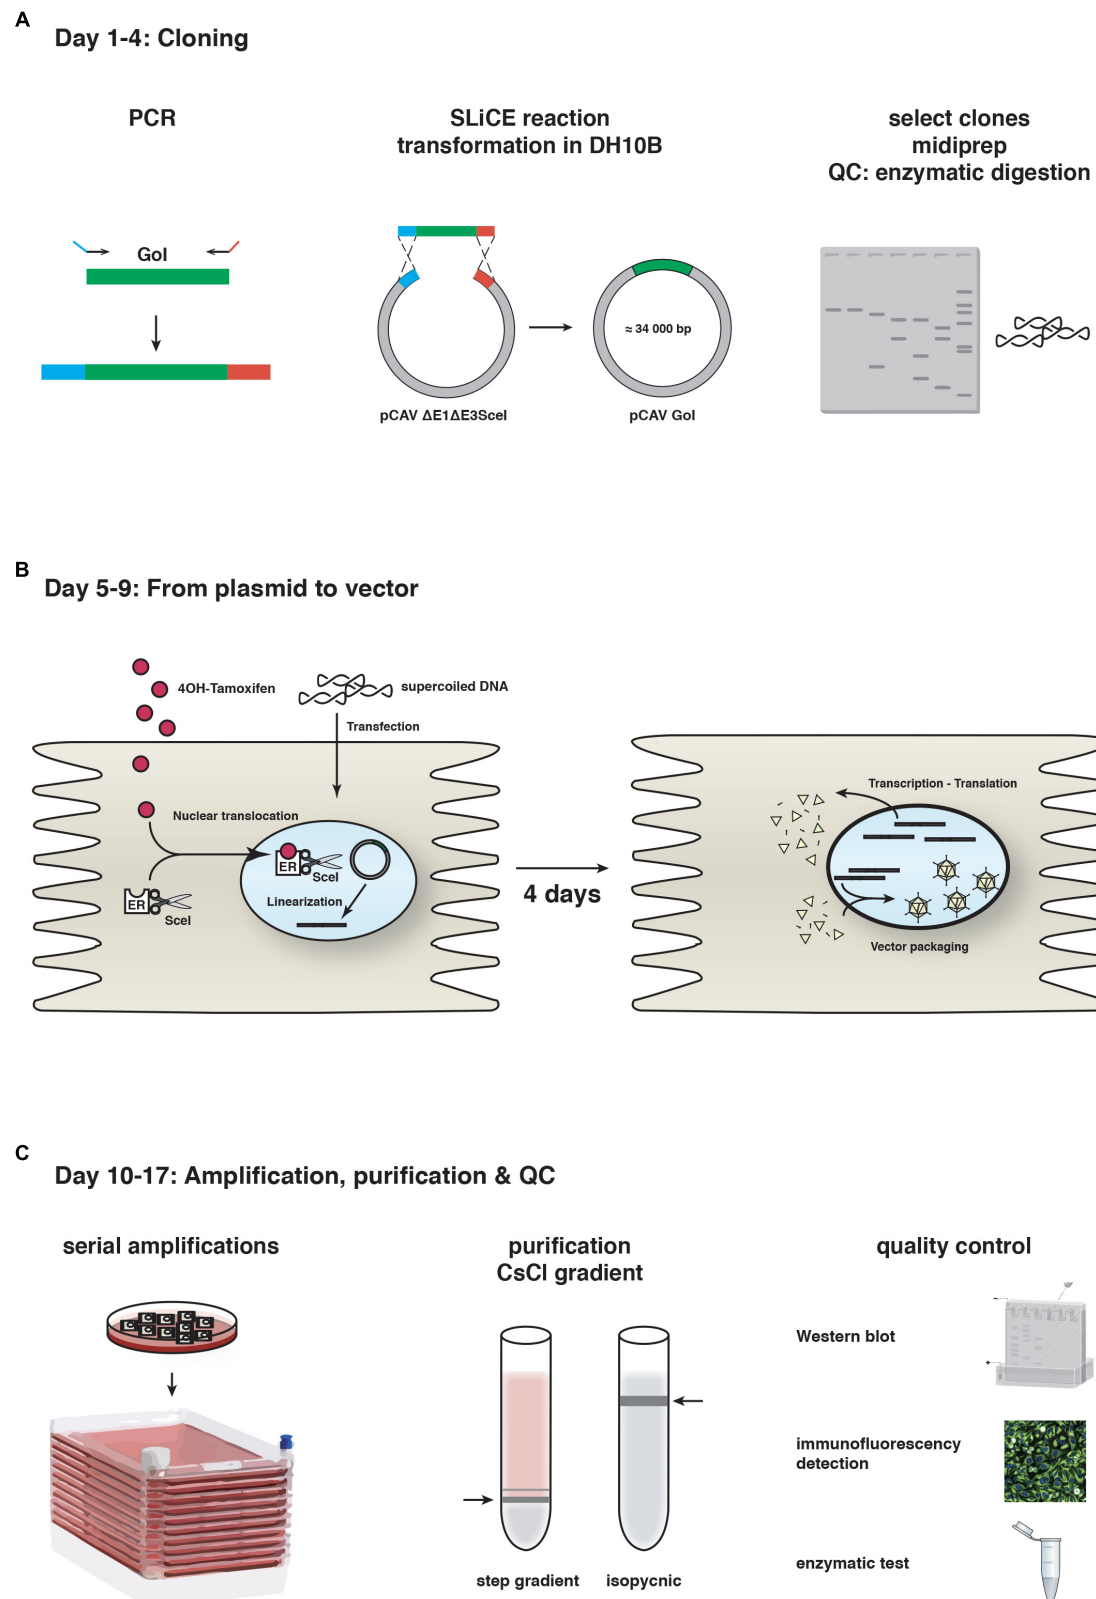 A
Day 1-4: Cloning
PCR
SLiCE reaction
transformation in DH10B
select clones
midiprep
QC: enzymatic digestion
GoI
≈ 34 000 bp
pCAV ΔE1ΔE3SceI
pCAV GoI
B
Day 5-9: From plasmid to vector
4OH-Tamoxifen
supercoiled DNA
Transfection
Nuclear translocation
ER
SceI
Linearization
ER
SceI
4 days
Transcription - Translation
Vector packaging
C
Day 10-17: Amplification, purification & QC
serial amplifications
purification
CsCl gradient
quality control
Western blot
immunofluorescency
detection
enzymatic test
step gradient
isopycnic